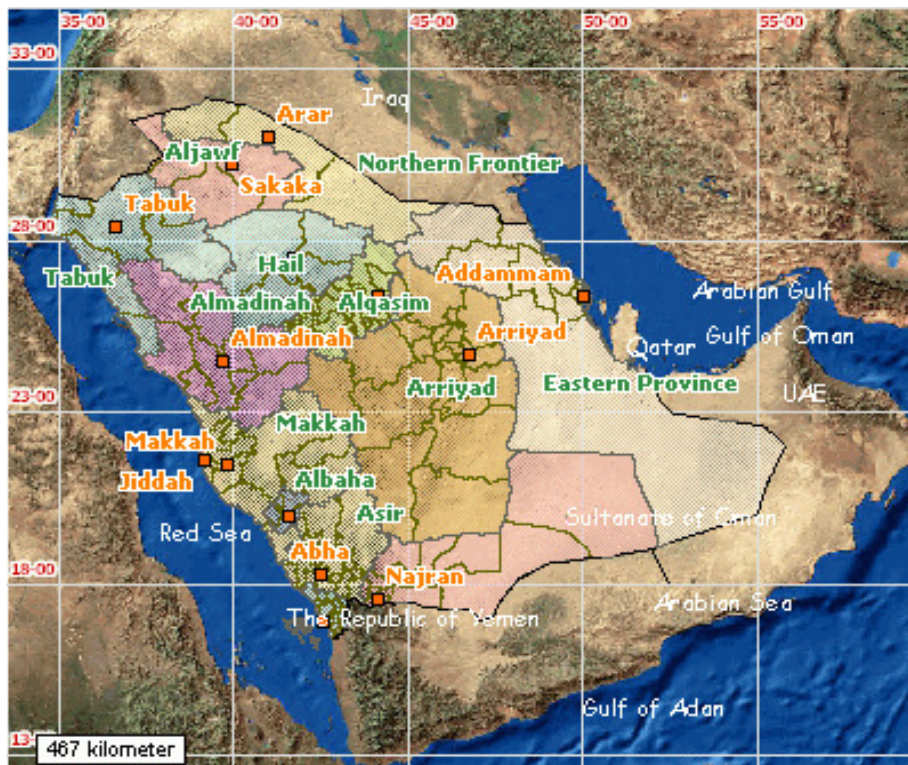 35-00 40-00 45-00 50-00 55-00
33-00
Iraq
Arar
Aljawf
Northern Frontier
Sakaka
Tabuk
28-00
Hail
Tabuk
Addammam
Almadinah
Alqasim
Arabian Gulf
Almadinah
Arriyad
Gulf of Oman
Qatar
Arriyad
Eastern Province
UAE
23-00
Makkah
Makkah
Albaha
Jiddah
Asir
Sultanate of Oman
Red Sea
Abha
Najran
18-00
Arabian Sea
The Republic of Yemen
Gulf of Adan
13-
467 kilometer